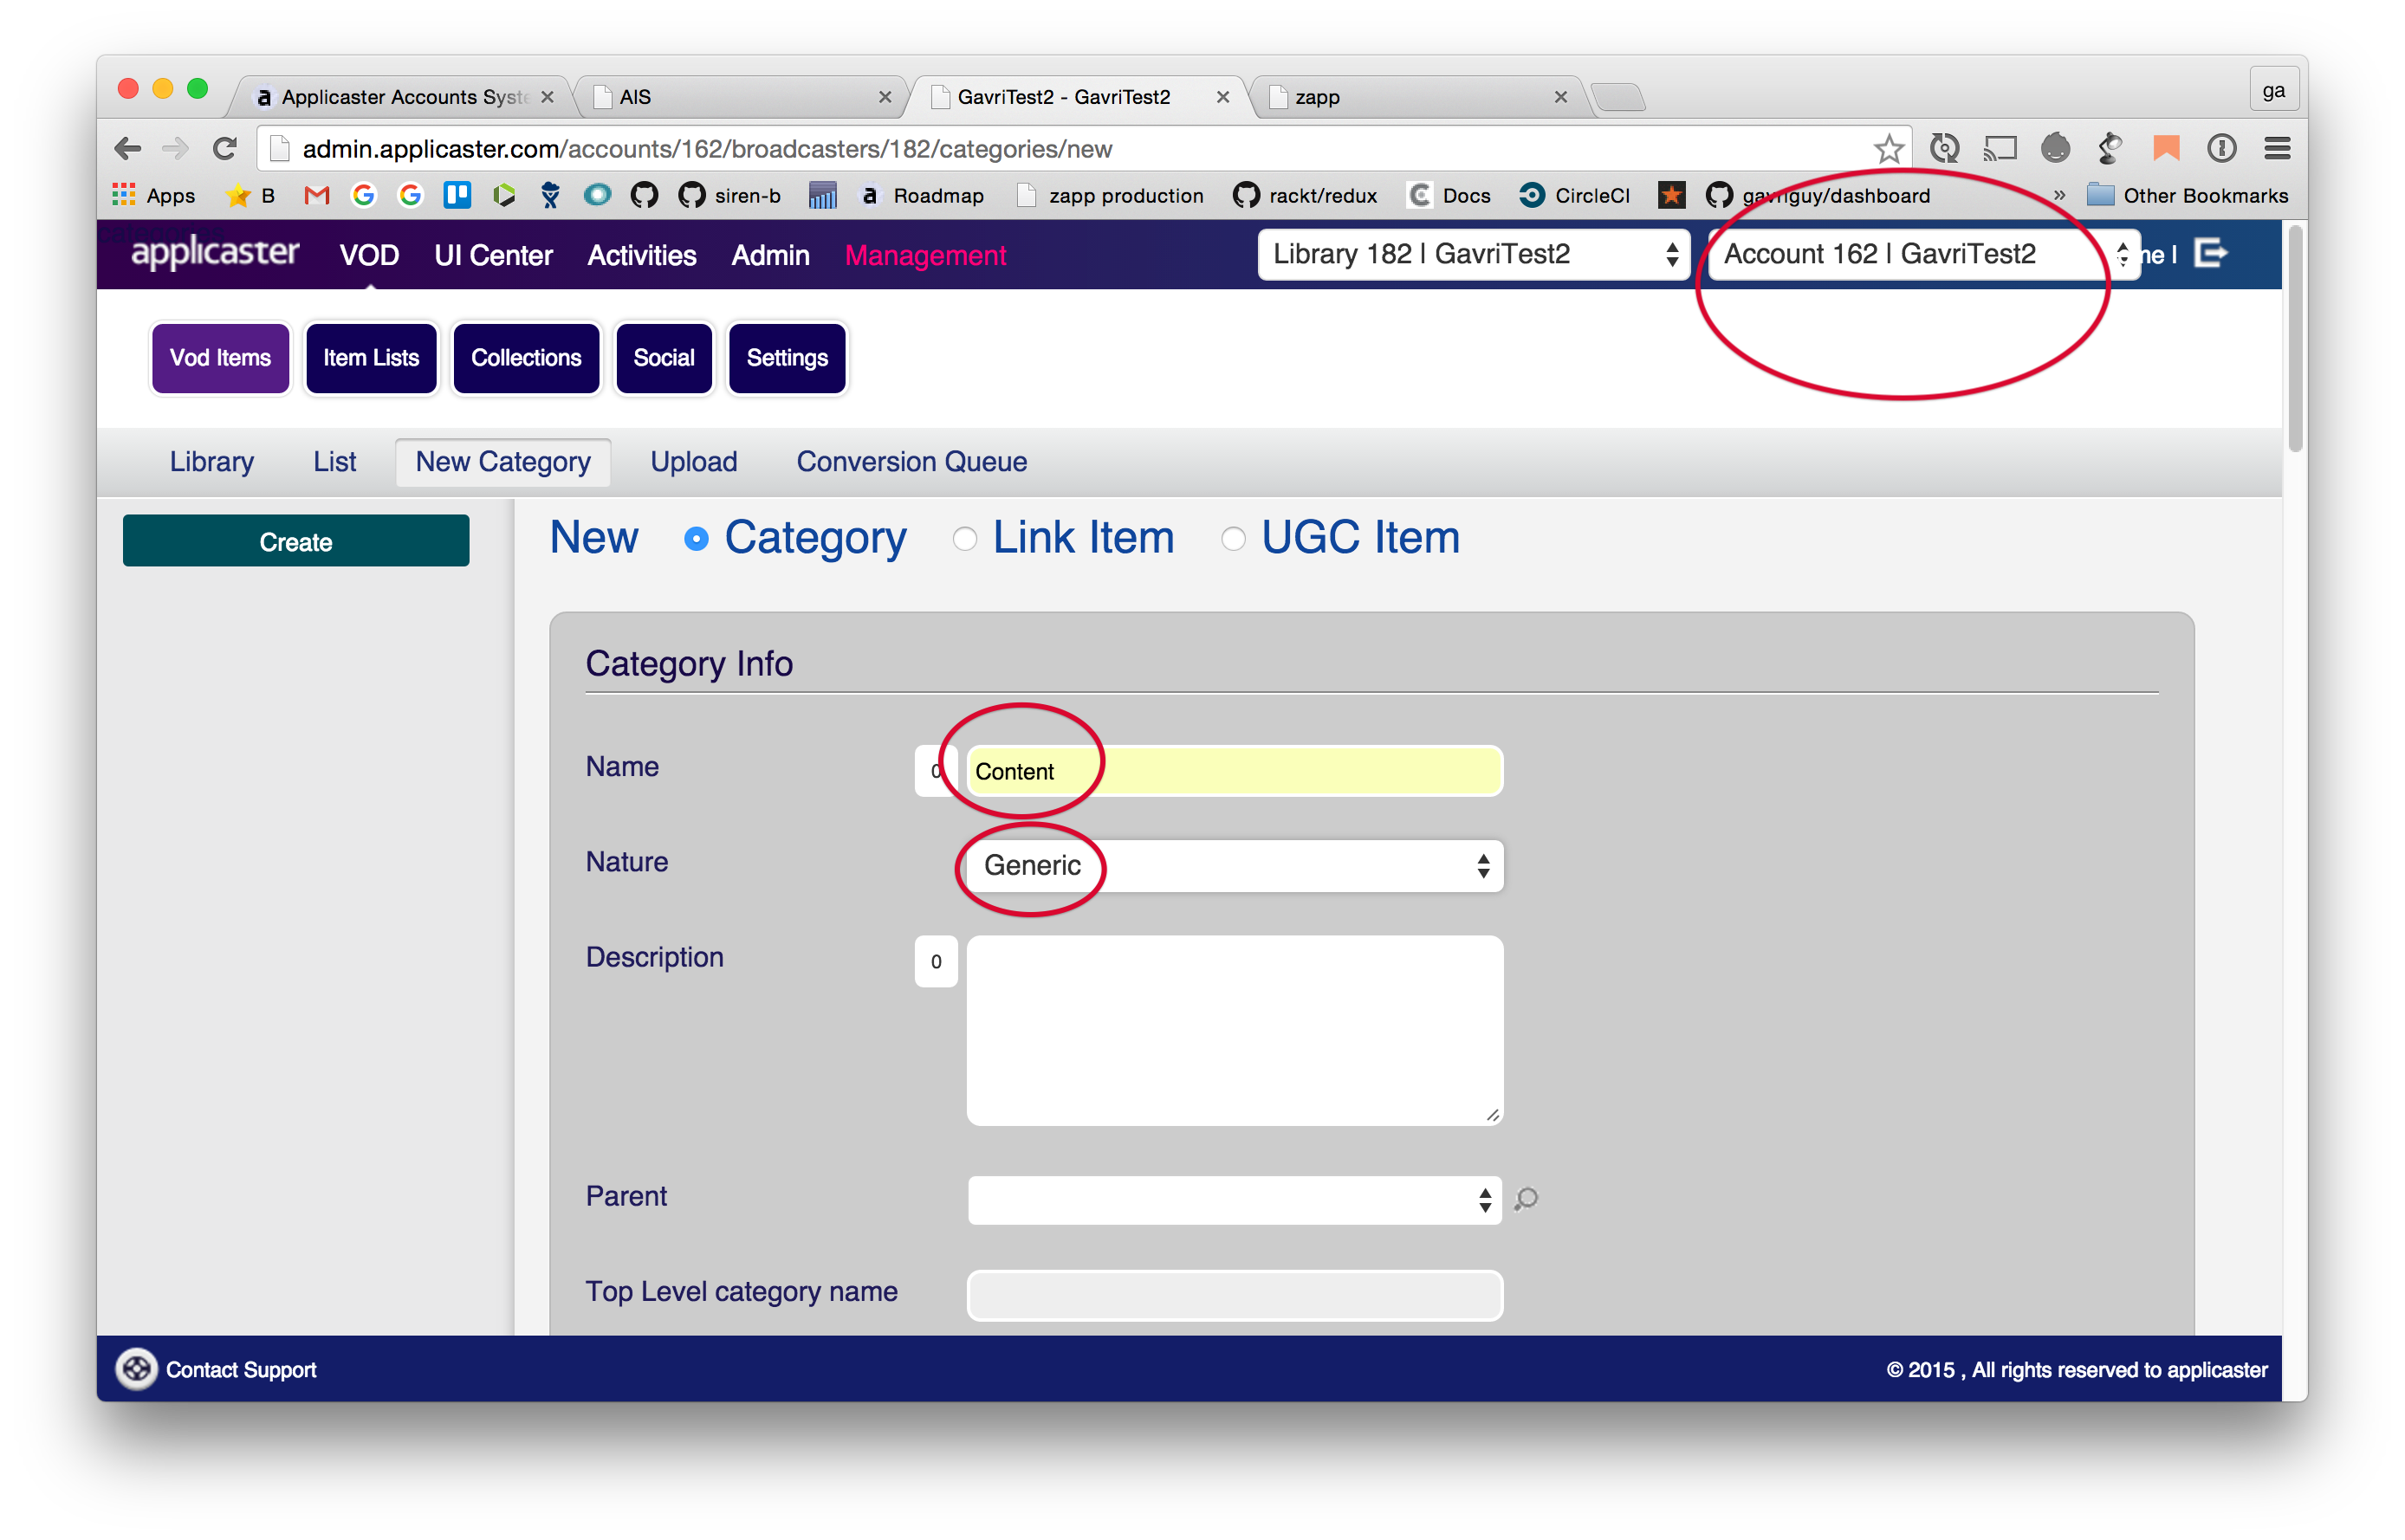 Applicaster Accounts Syste
AIS
GavriTest2 - GavriTest2
zapp
ga
admin.applicaster.com/accounts/162/broadcasters/182/categories/new
Apps B siren-b Roadmap zapp production rackt/redux Docs CircleCI gavriguy/dashboard » Other Bookmarks
applicaster VOD UI Center Activities Admin Management Library 182 | GavriTest2 Account 162 | GavriTest2 me |
Vod Items Item Lists Collections Social Settings
Library List New Category Upload Conversion Queue
Create
New Category Link Item UGC Item
Category Info
Name 0 Content
Nature Generic
Description 0
Parent
Top Level category name
Contact Support
© 2015 , All rights reserved to applicaster